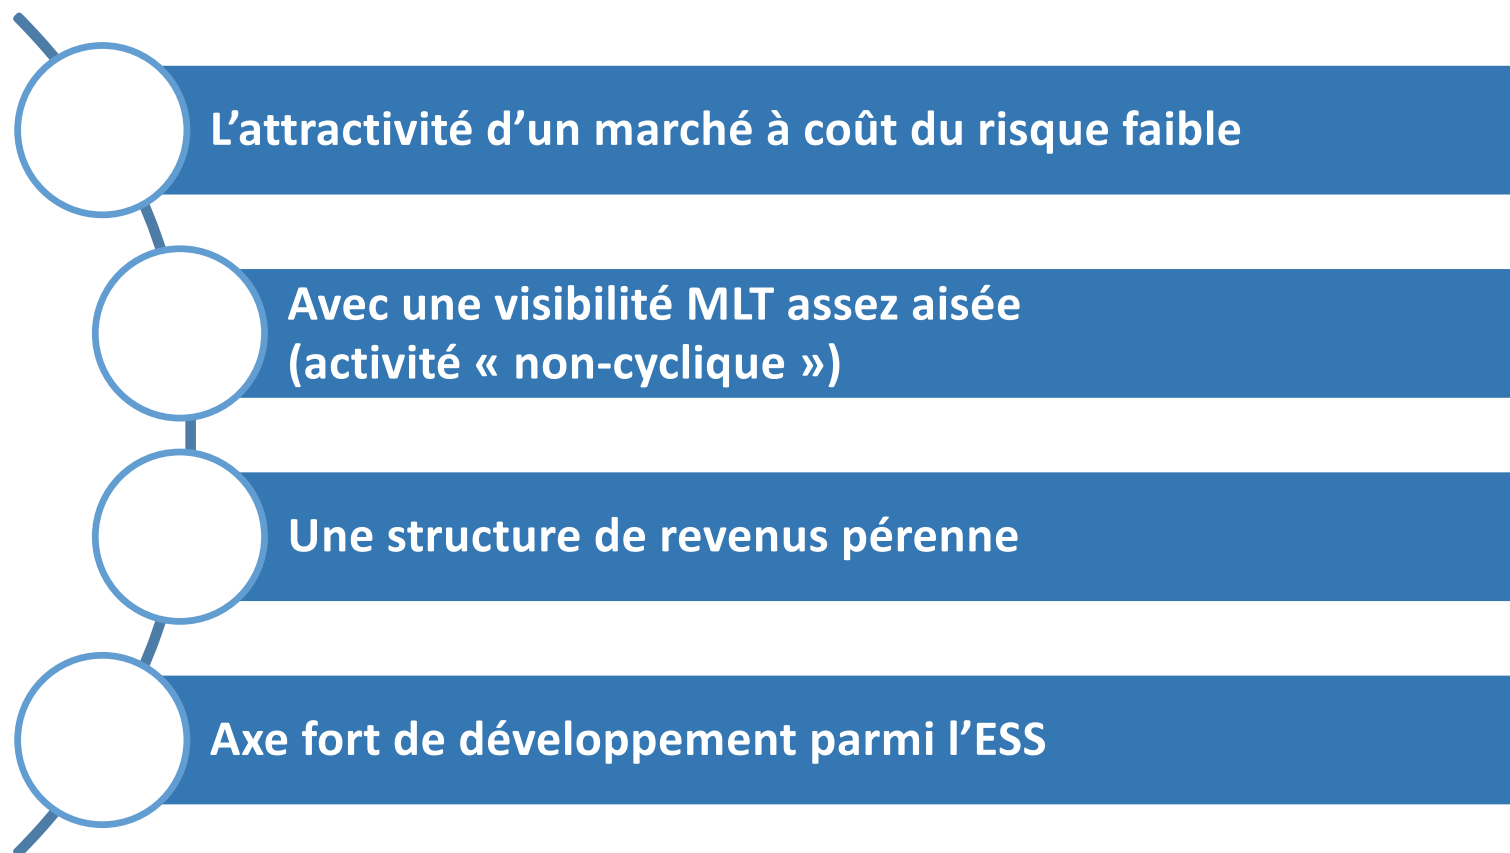 L’attractivité d’un marché à coût du risque faible
Avec une visibilité MLT assez aisée
(activité « non-cyclique »)
Une structure de revenus pérenne
Axe fort de développement parmi l’ESS